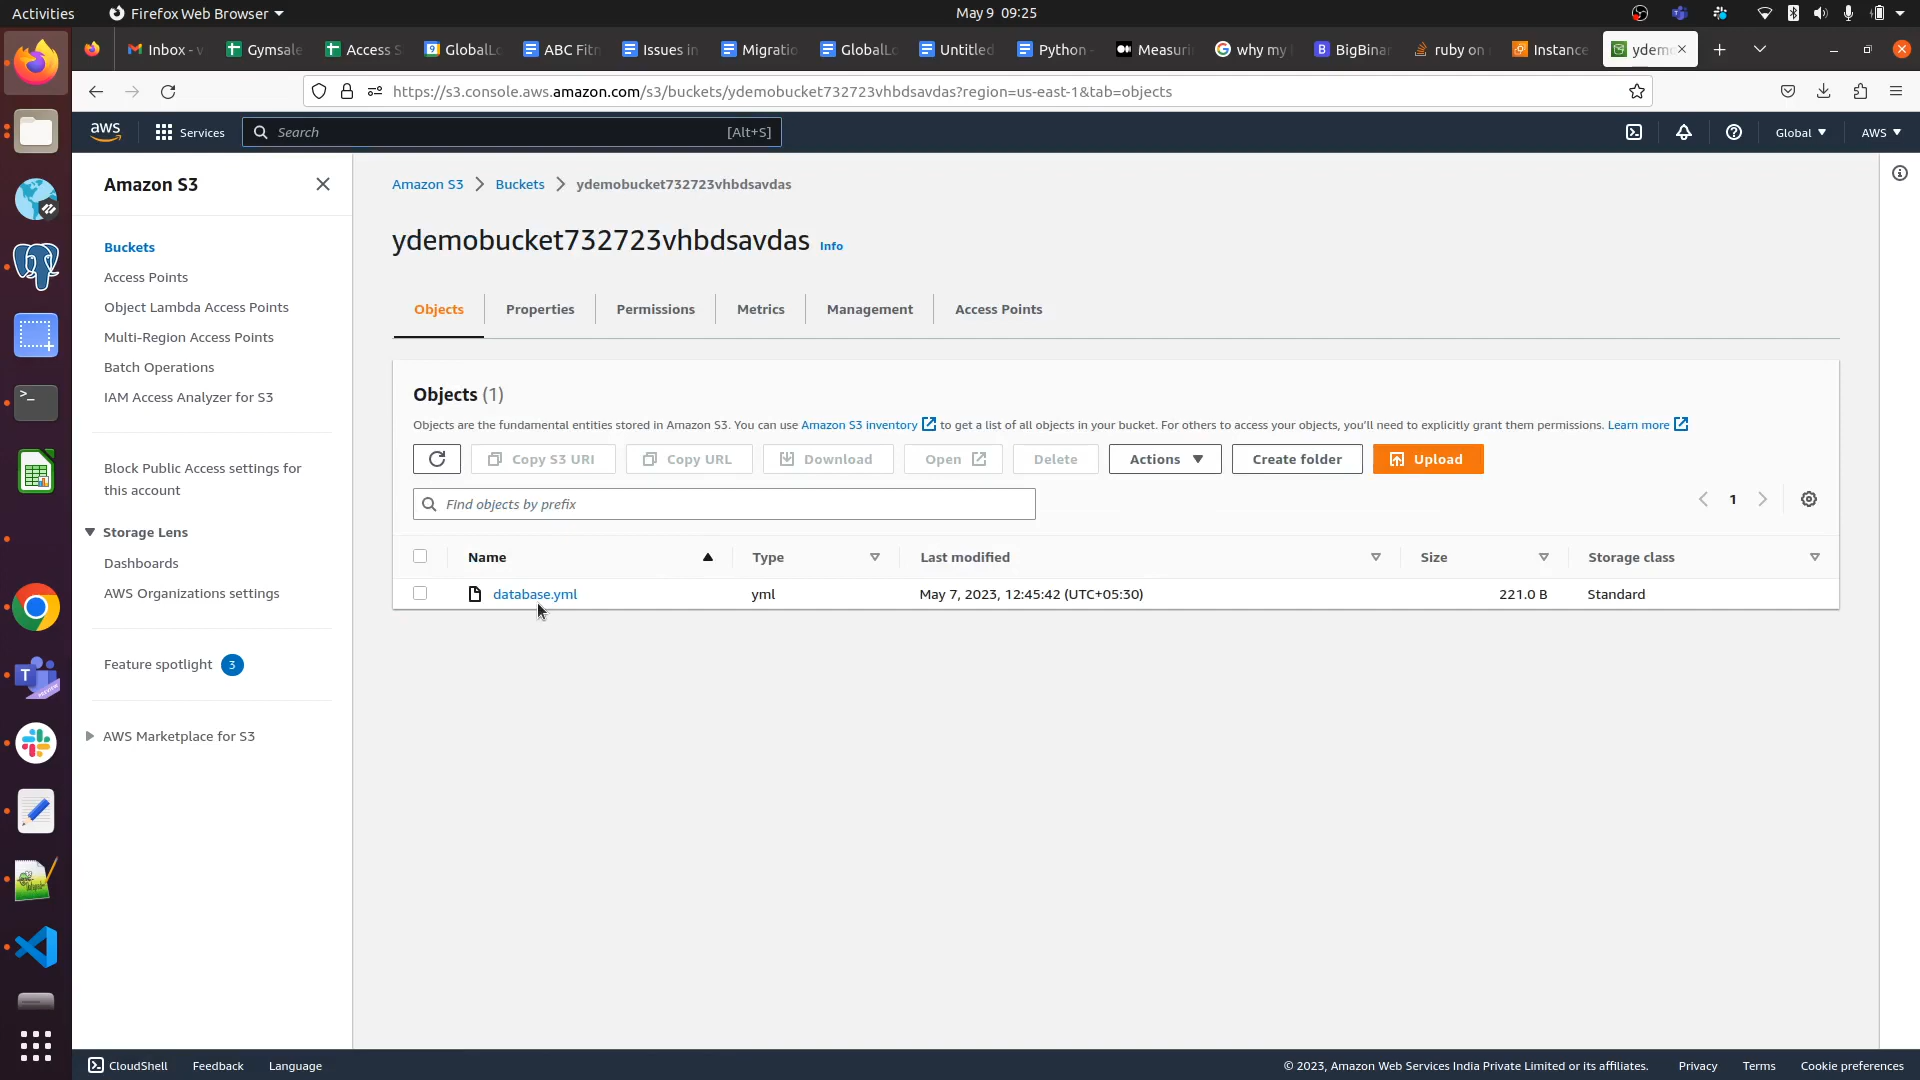 Activities
Firefox Web Browser
May 9 09:25
Inbox - v
Gymsale
Access S
GlobalLo
ABC Fitn
Issues in
Migratio
GlobalLo
Untitled
Python -
Measuri
why my
BigBinar
ruby on
Instance
ydem
https://s3.console.aws.amazon.com/s3/buckets/ydemobucket732723vhbdsavdas?region=us-east-1&tab=objects
aws
Services
Search
[Alt+S]
Global
AWS
Amazon S3
Buckets
Access Points
Object Lambda Access Points
Multi-Region Access Points
Batch Operations
IAM Access Analyzer for S3
Block Public Access settings for
this account
Storage Lens
Dashboards
AWS Organizations settings
Feature spotlight 3
AWS Marketplace for S3
Amazon S3 > Buckets > ydemobucket732723vhbdsavdas
ydemobucket732723vhbdsavdas Info
Objects
Properties
Permissions
Metrics
Management
Access Points
Objects (1)
Objects are the fundamental entities stored in Amazon S3. You can use Amazon S3 inventory to get a list of all objects in your bucket. For others to access your objects, you'll need to explicitly grant them permissions. Learn more
Copy S3 URI
Copy URL
Download
Open
Delete
Actions
Create folder
Upload
Find objects by prefix
1
Name
Type
Last modified
Size
Storage class
database.yml
yml
May 7, 2023, 12:45:42 (UTC+05:30)
221.0 B
Standard
CloudShell
Feedback
Language
© 2023, Amazon Web Services India Private Limited or its affiliates.
Privacy
Terms
Cookie preferences